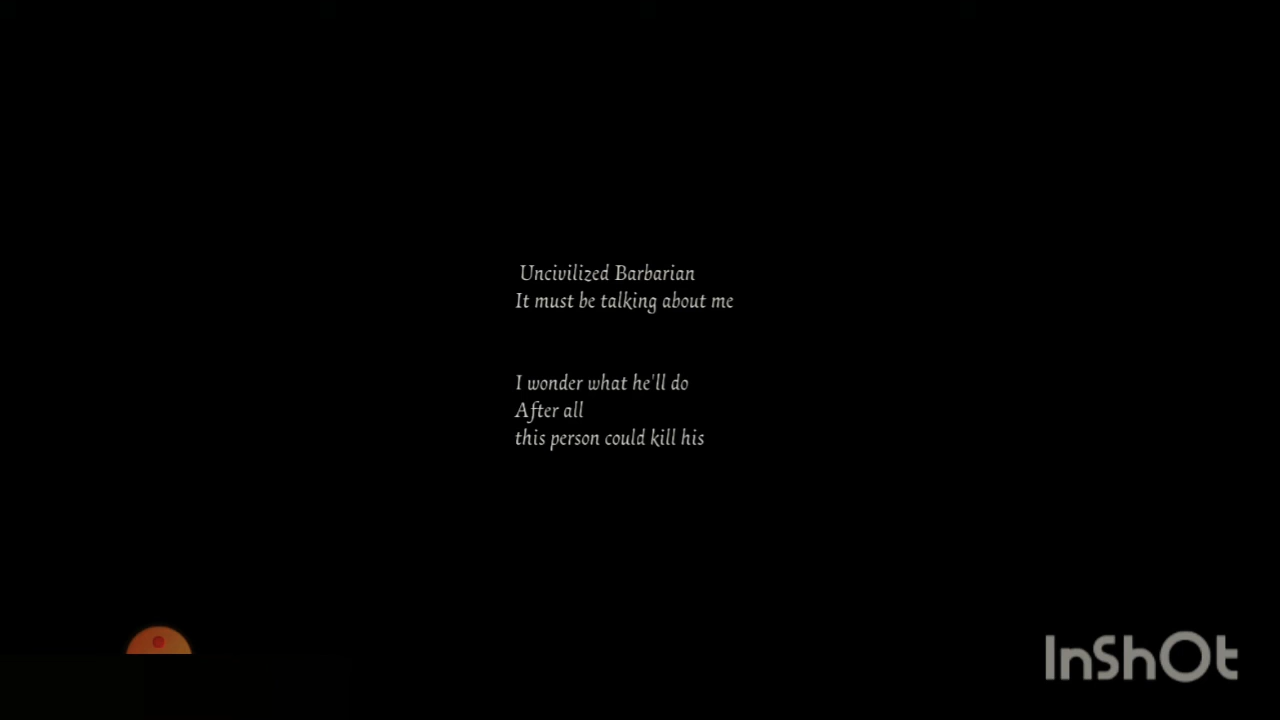 Uncivilized Barbarian
It must be talking about me
I wonder what he'll do
After all
this person could kill his
InShOt